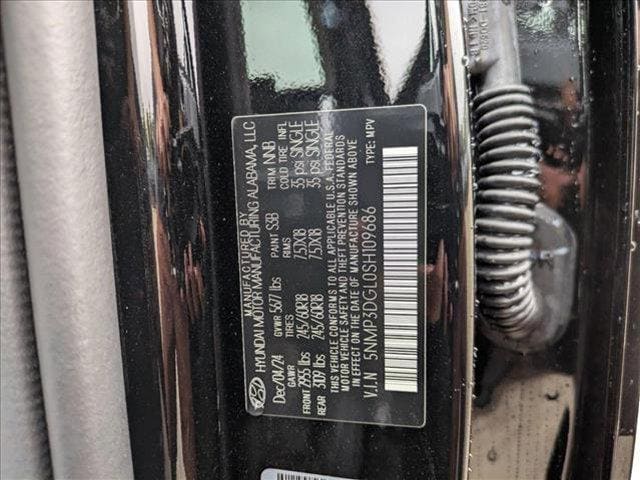 MANUFACTURED BY
HYUNDAI MOTOR MANUFACTURING ALABAMA, LLC
Dec/04/24 GVWR 5677 lbs PAINT S3B TRIM NNB
GAWR TIRES RIMS COLD TIRE INFL
FRONT 2955 lbs 245/60R18 7.5JX18 35 psi SINGLE
REAR 3109 lbs 245/60R18 7.5JX18 35 psi SINGLE
THIS VEHICLE CONFORMS TO ALL APPLICABLE U.S.A. FEDERAL
MOTOR VEHICLE SAFETY AND THEFT PREVENTION STANDARDS
IN EFFECT ON THE DATE OF MANUFACTURE SHOWN ABOVE
V.I.N 5NMP3DGL0SH109686 TYPE: MPV